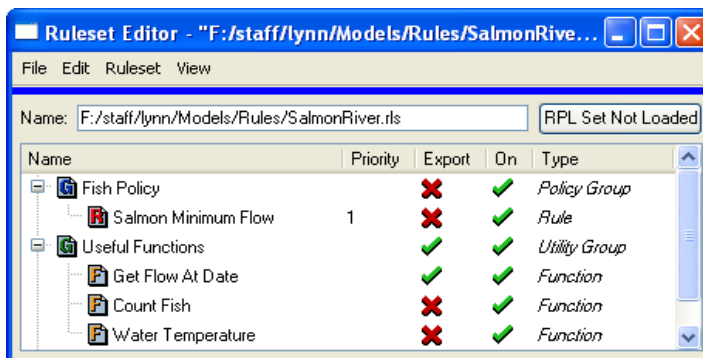 Ruleset Editor - "F:/staff/lynn/Models/Rules/SalmonRive...
File Edit Ruleset View
Name: F:/staff/lynn/Models/Rules/SalmonRiver.rls RPL Set Not Loaded
Name Priority Export On Type
G Fish Policy Policy Group
R Salmon Minimum Flow 1 Rule
G Useful Functions Utility Group
F Get Flow At Date Function
F Count Fish Function
F Water Temperature Function